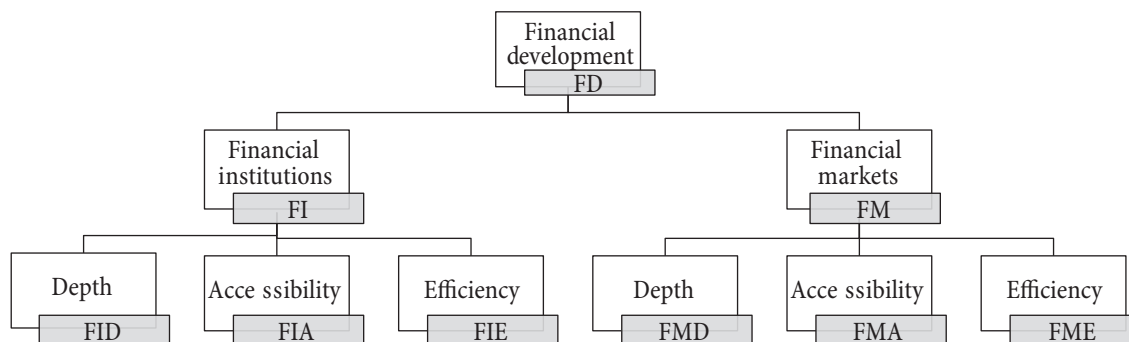 Financial
development
FD
Financial
institutions
FI
Financial
markets
FM
Depth
FID
Acce ssibility
FIA
Efficiency
FIE
Depth
FMD
Acce ssibility
FMA
Efficiency
FME